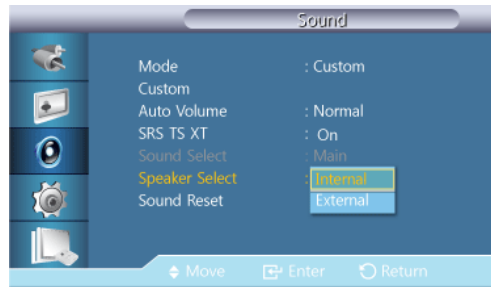 Sound
Mode : Custom
Custom
Auto Volume : Normal
SRS TS XT : On
Sound Select : Main
Speaker Select : Internal
External
Sound Reset
Move Enter Return